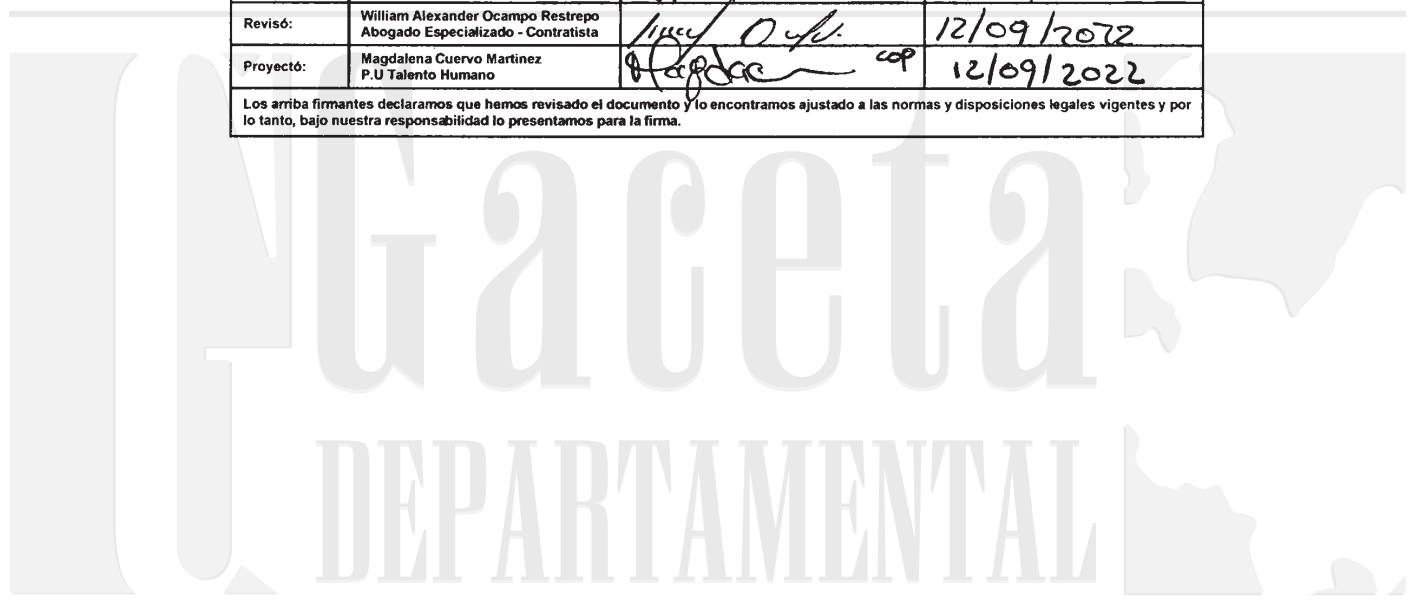 Revisó:
William Alexander Ocampo Restrepo
Abogado Especializado - Contratista
12/09/2022
Proyectó:
Magdalena Cuervo Martinez
P.U Talento Humano
12/09/2022
Los arriba firmantes declaramos que hemos revisado el documento y lo encontramos ajustado a las normas y disposiciones legales vigentes y por
lo tanto, bajo nuestra responsabilidad lo presentamos para la firma.
Gaceta
DEPARTAMENTAL